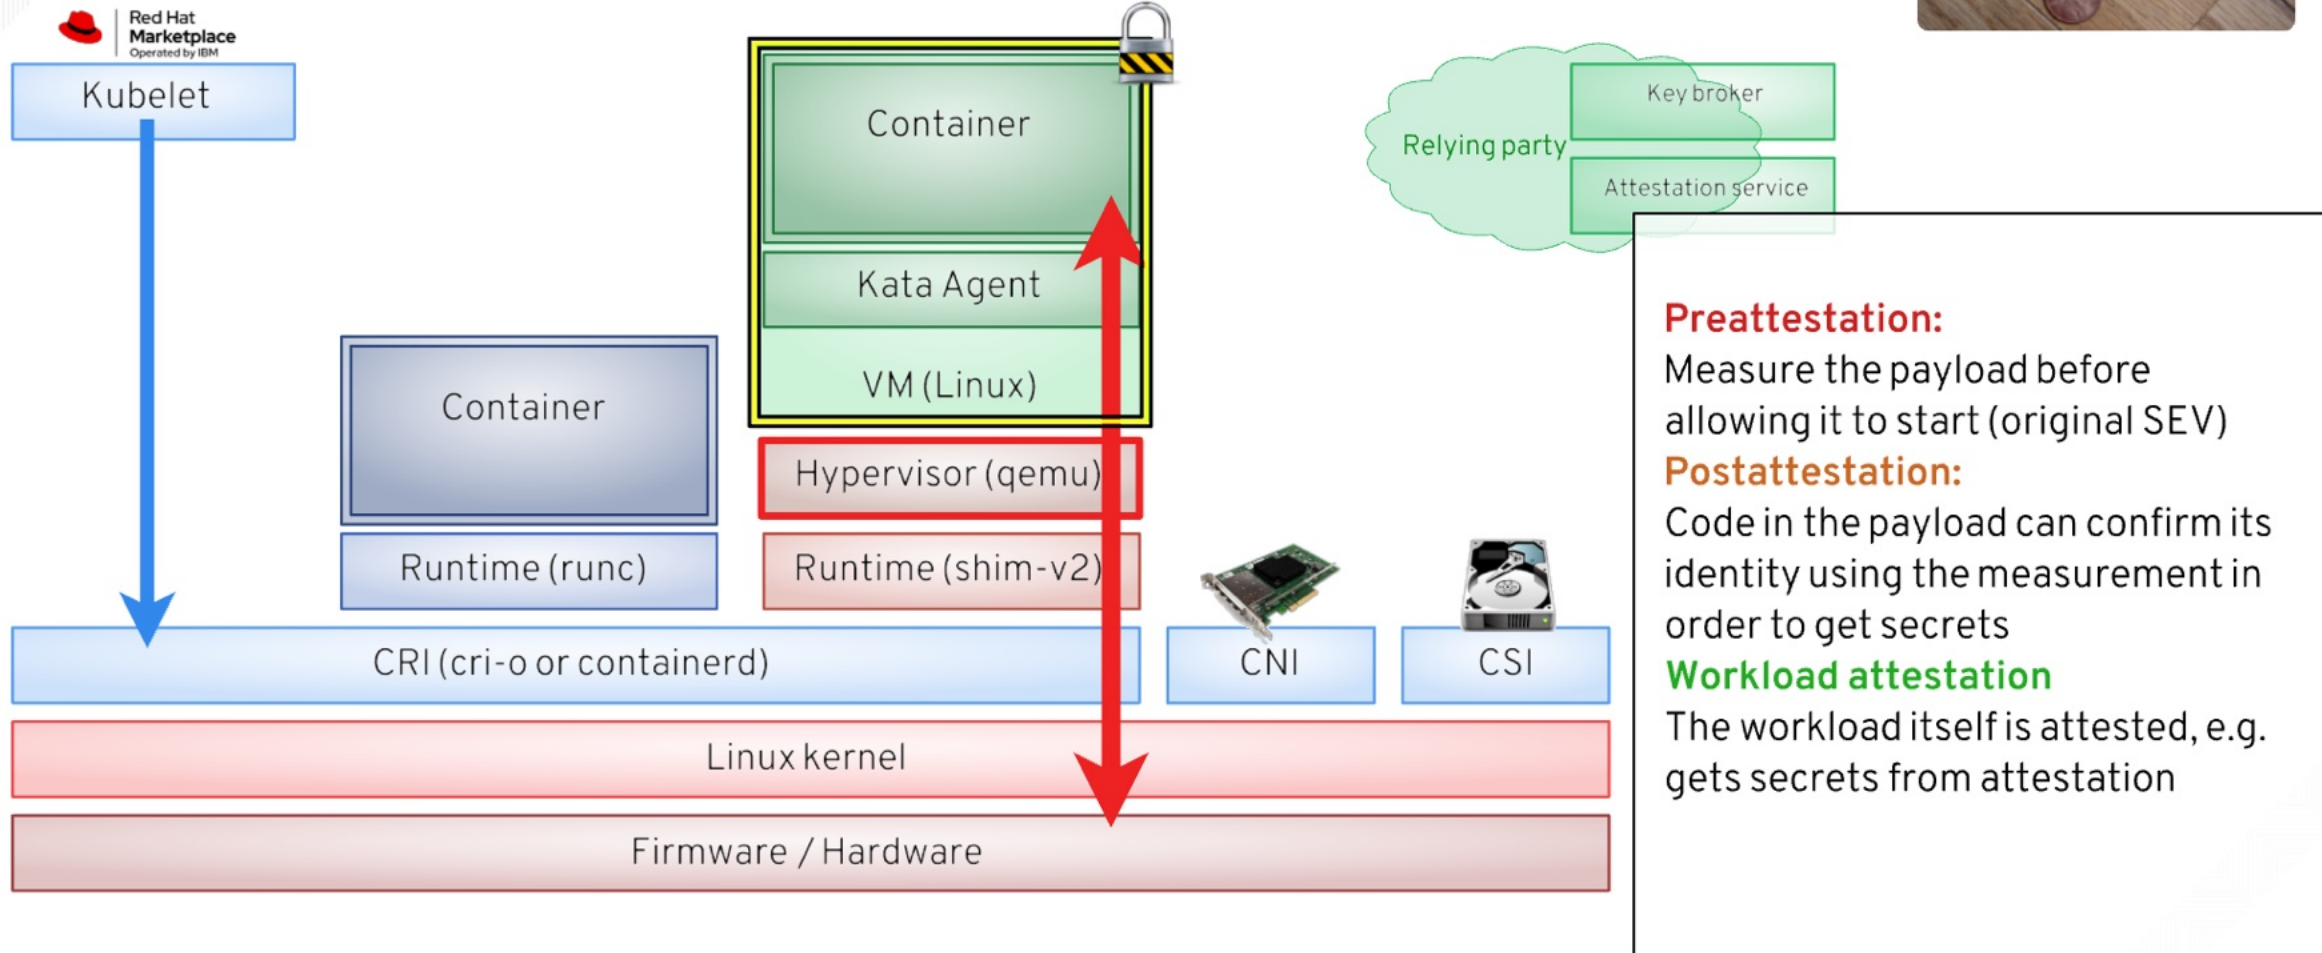 Red Hat
Marketplace
Operated by IBM
Kubelet
Container
Key broker
Relying party
Attestation service
Kata Agent
VM (Linux)
Container
Hypervisor (qemu)
Runtime (runc)
Runtime (shim-v2)
CRI (cri-o or containerd)
CNI
CSI
Linux kernel
Firmware / Hardware
Preattestation:
Measure the payload before
allowing it to start (original SEV)
Postattestation:
Code in the payload can confirm its
identity using the measurement in
order to get secrets
Workload attestation
The workload itself is attested, e.g.
gets secrets from attestation